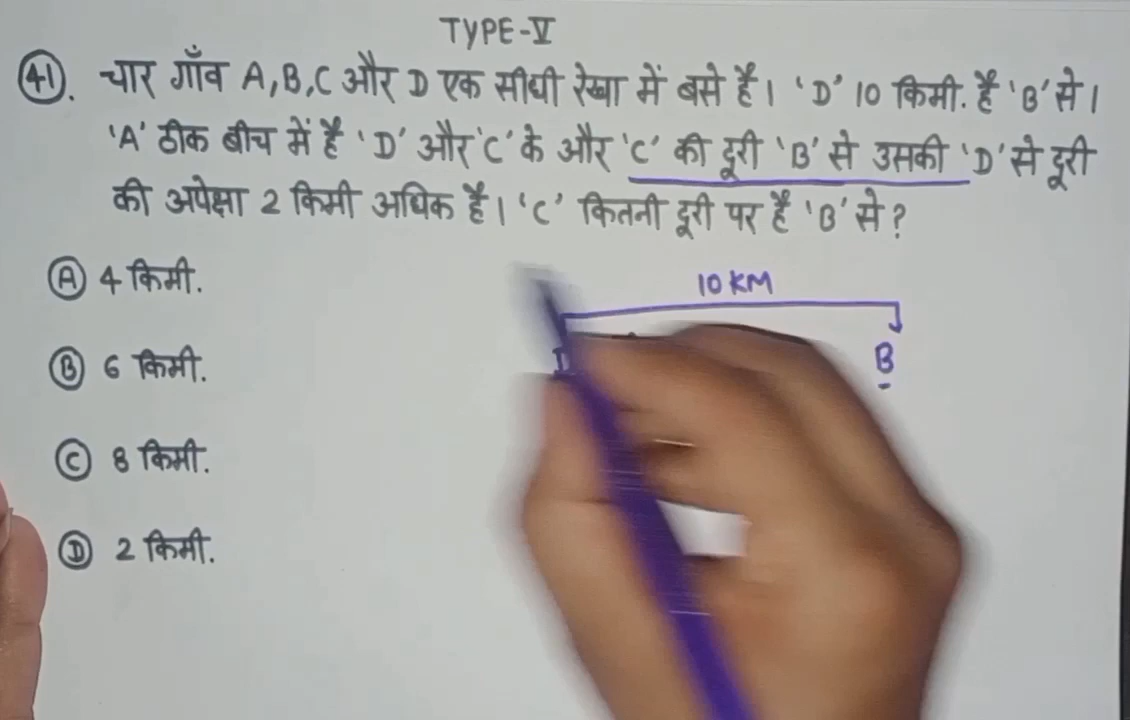 TYPE-V
41. चार गाँव A,B,C और D एक सीधी रेखा में बसे है। 'D' 10 किमी. है 'B' से।
'A' ठीक बीच में है 'D' और 'C' के और 'C' की दूरी 'B' से उसकी 'D' से दूरी
की अपेक्षा 2 किमी अधिक है। 'C' कितनी दूरी पर है 'B' से?
A 4 किमी.
B 6 किमी.
C 8 किमी.
D 2 किमी.
10 KM
D B